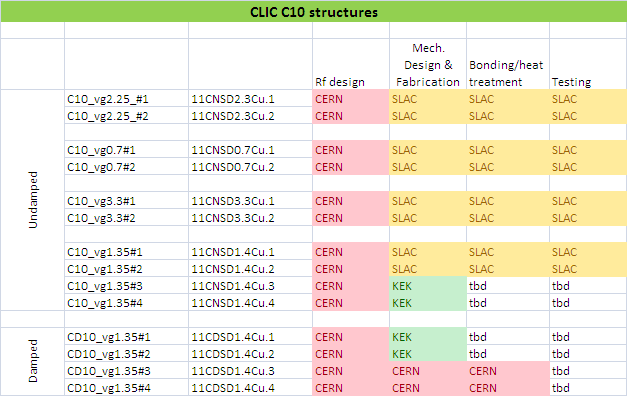 CLIC C10 structures
Rf design Mech. Design & Fabrication Bonding/heat treatment Testing
Undamped
C10_vg2.25_#1 11CNSD2.3Cu.1 CERN SLAC SLAC SLAC
C10_vg2.25_#2 11CNSD2.3Cu.2 CERN SLAC SLAC SLAC
C10_vg0.7#1 11CNSD0.7Cu.1 CERN SLAC SLAC SLAC
C10_vg0.7#2 11CNSD0.7Cu.2 CERN SLAC SLAC SLAC
C10_vg3.3#1 11CNSD3.3Cu.1 CERN SLAC SLAC SLAC
C10_vg3.3#2 11CNSD3.3Cu.2 CERN SLAC SLAC SLAC
C10_vg1.35#1 11CNSD1.4Cu.1 CERN SLAC SLAC SLAC
C10_vg1.35#2 11CNSD1.4Cu.2 CERN SLAC SLAC SLAC
C10_vg1.35#3 11CNSD1.4Cu.3 CERN KEK tbd tbd
C10_vg1.35#4 11CNSD1.4Cu.4 CERN KEK tbd tbd
Damped
CD10_vg1.35#1 11CDSD1.4Cu.1 CERN KEK tbd tbd
CD10_vg1.35#2 11CDSD1.4Cu.2 CERN KEK tbd tbd
CD10_vg1.35#3 11CDSD1.4Cu.3 CERN CERN CERN tbd
CD10_vg1.35#4 11CDSD1.4Cu.4 CERN CERN CERN tbd